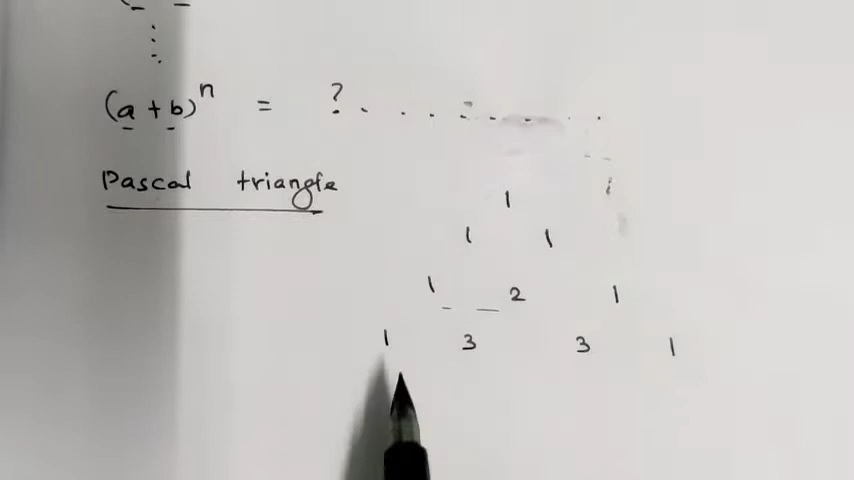 (a + b)^n = ? . . . . . . . .
Pascal triangle
1
1 1
1 2 1
1 3 3 1